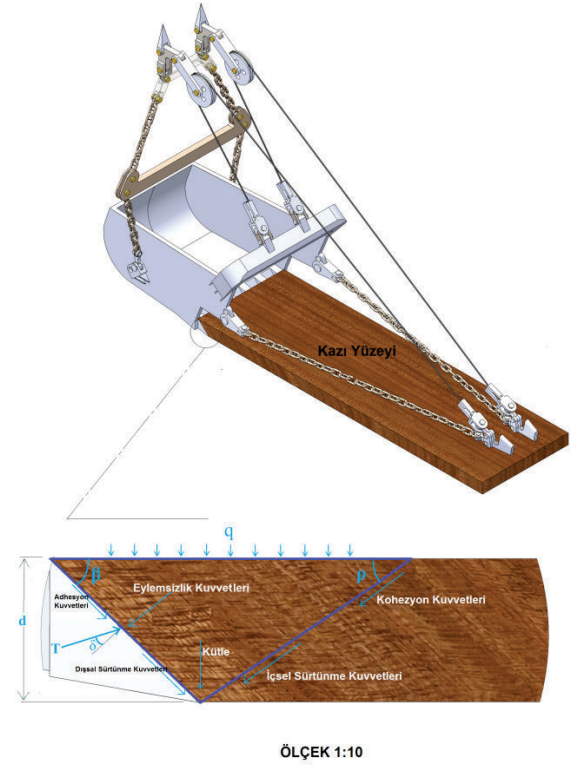 Kazı Yüzeyi
q
β
ρ
Eylemsizlik Kuvvetleri
Adhesyon
Kuvvetleri
Kohezyon Kuvvetleri
d
T
δ
Kütle
Dışsal Sürtünme Kuvvetleri
İçsel Sürtünme Kuvvetleri
ÖLÇEK 1:10